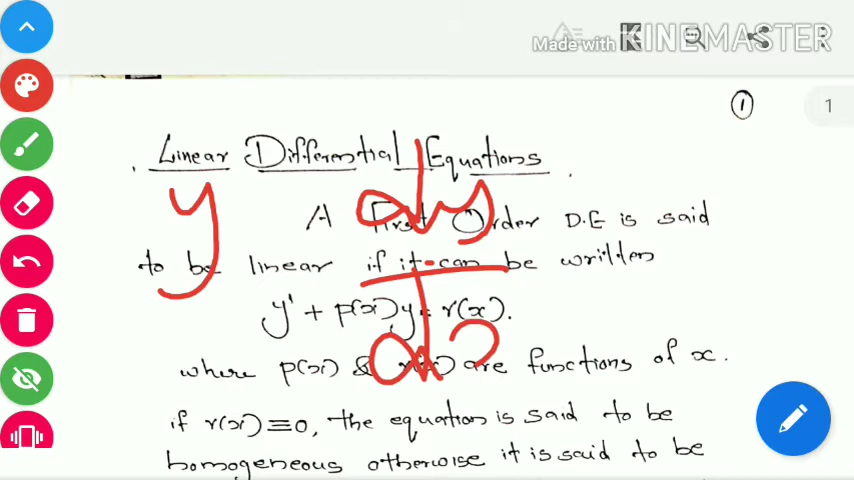 Made with KINEMASTER
1
1
Linear Differential Equations.
A First Order D.E is said
to be linear if it can be written
y' + p(x)y = r(x).
where p(x) & r(x) are functions of x.
if r(x) ≡ 0, the equation is said to be
homogeneous otherwise it is said to be
y
dy